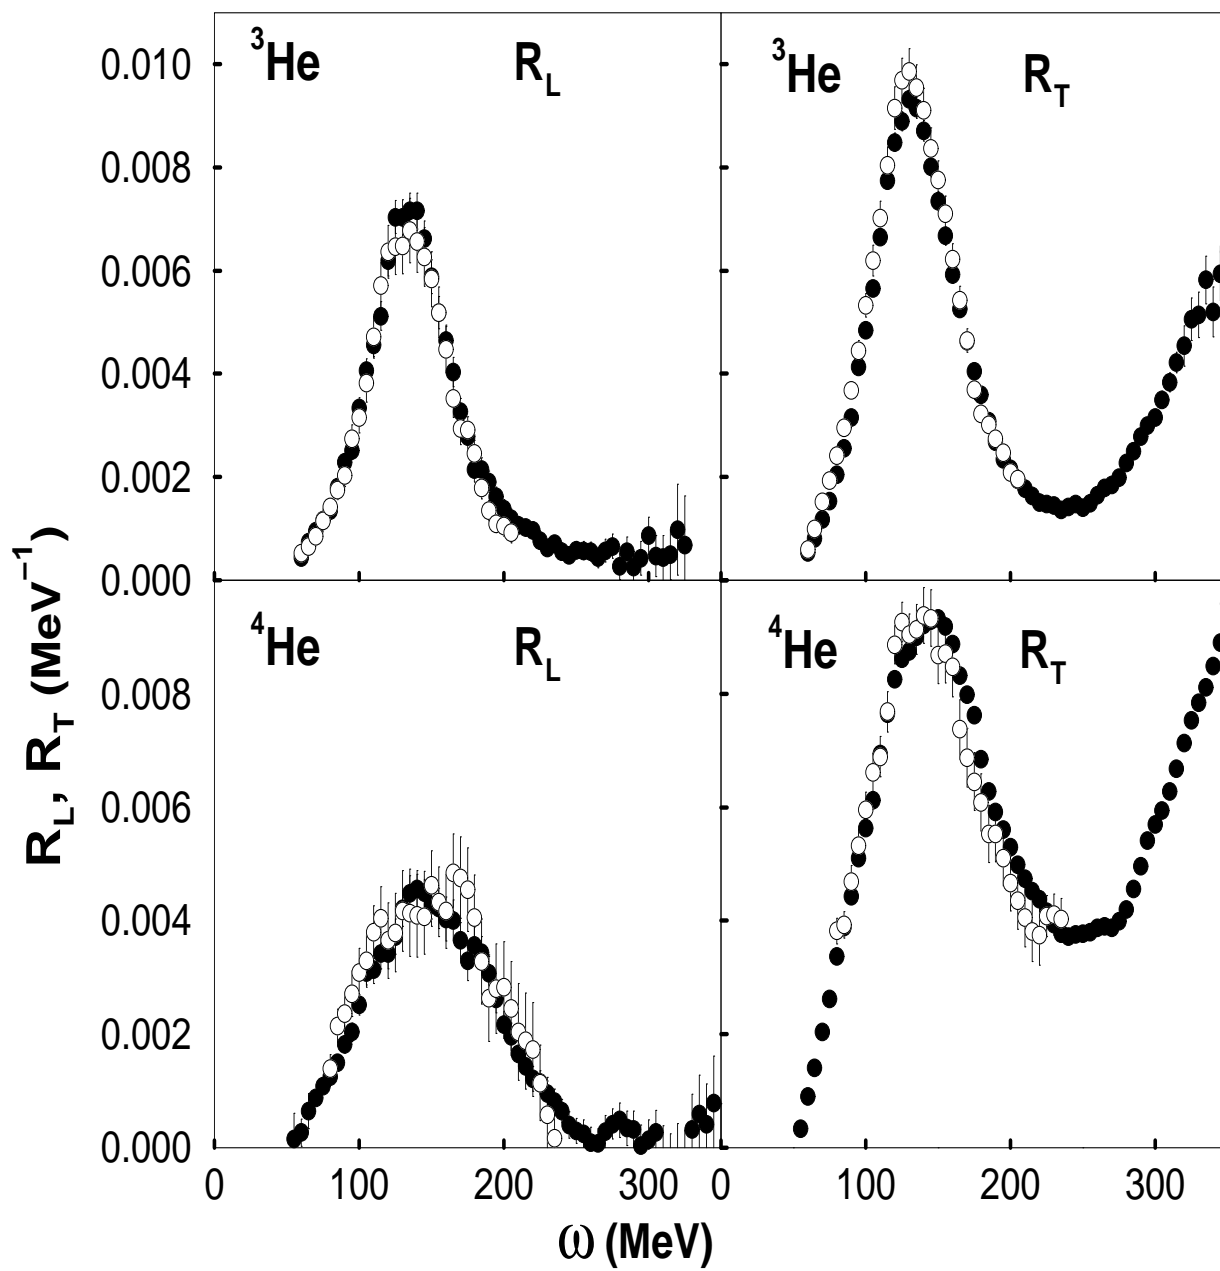 ³He R_L
³He R_T
0.010
0.008
0.006
0.004
0.002
0.000
⁴He R_L
⁴He R_T
0.008
0.006
0.004
0.002
0.000
R_L, R_T (MeV⁻¹)
0 100 200 300 0 100 200 300
ω (MeV)